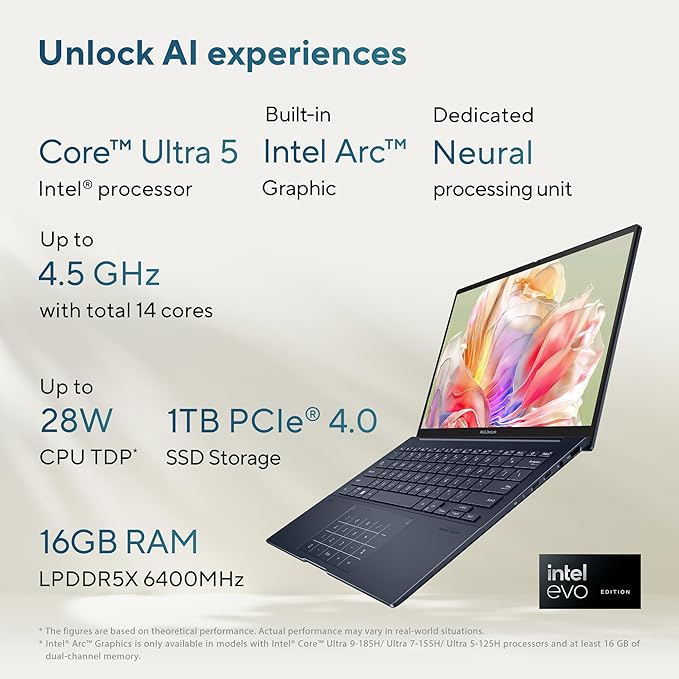 Unlock AI experiences
Core™ Ultra 5
Intel® processor
Built-in
Intel Arc™
Graphic
Dedicated
Neural
processing unit
Up to
4.5 GHz
with total 14 cores
Up to
28W
CPU TDP*
1TB PCIe® 4.0
SSD Storage
16GB RAM
LPDDR5X 6400MHz
intel
evo EDITION
* The figures are based on theoretical performance. Actual performance may vary in real-world situations.
* Intel® Arc™ Graphics is only available in models with Intel® Core™ Ultra 9-185H/ Ultra 7-155H/ Ultra 5-125H processors and at least 16 GB of
dual-channel memory.